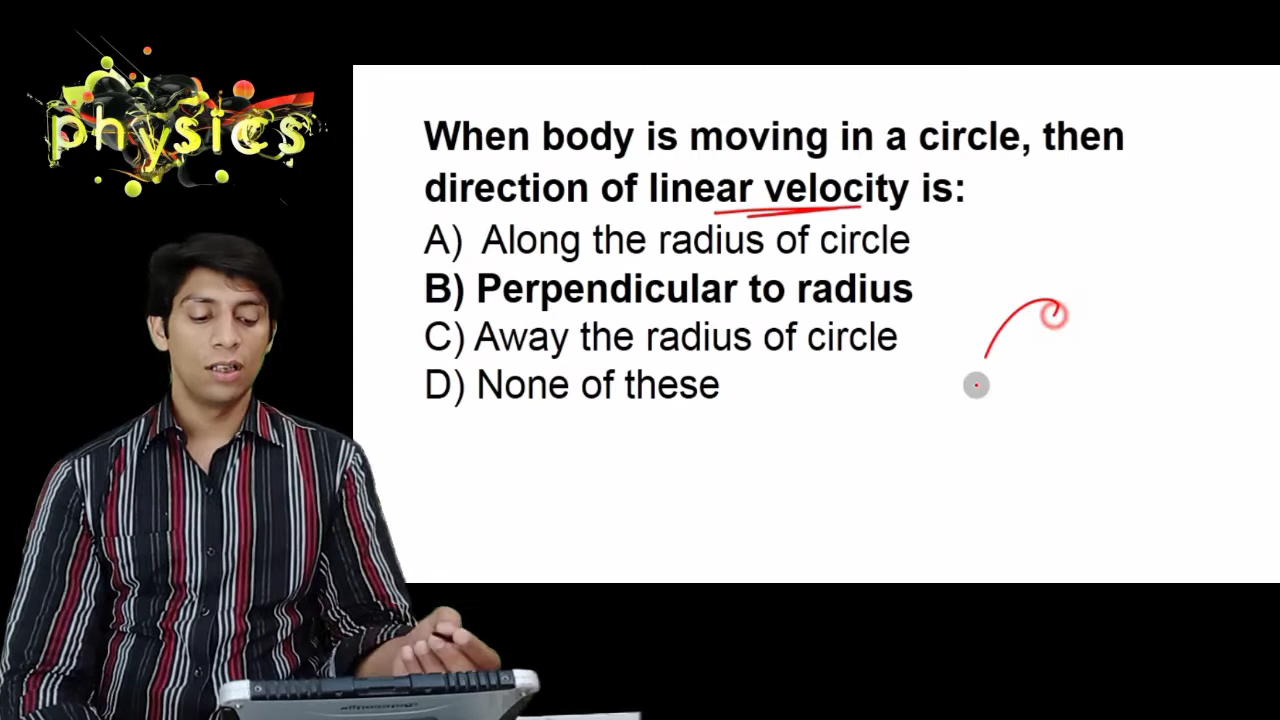 physics
When body is moving in a circle, then
direction of linear velocity is:
A) Along the radius of circle
B) Perpendicular to radius
C) Away the radius of circle
D) None of these